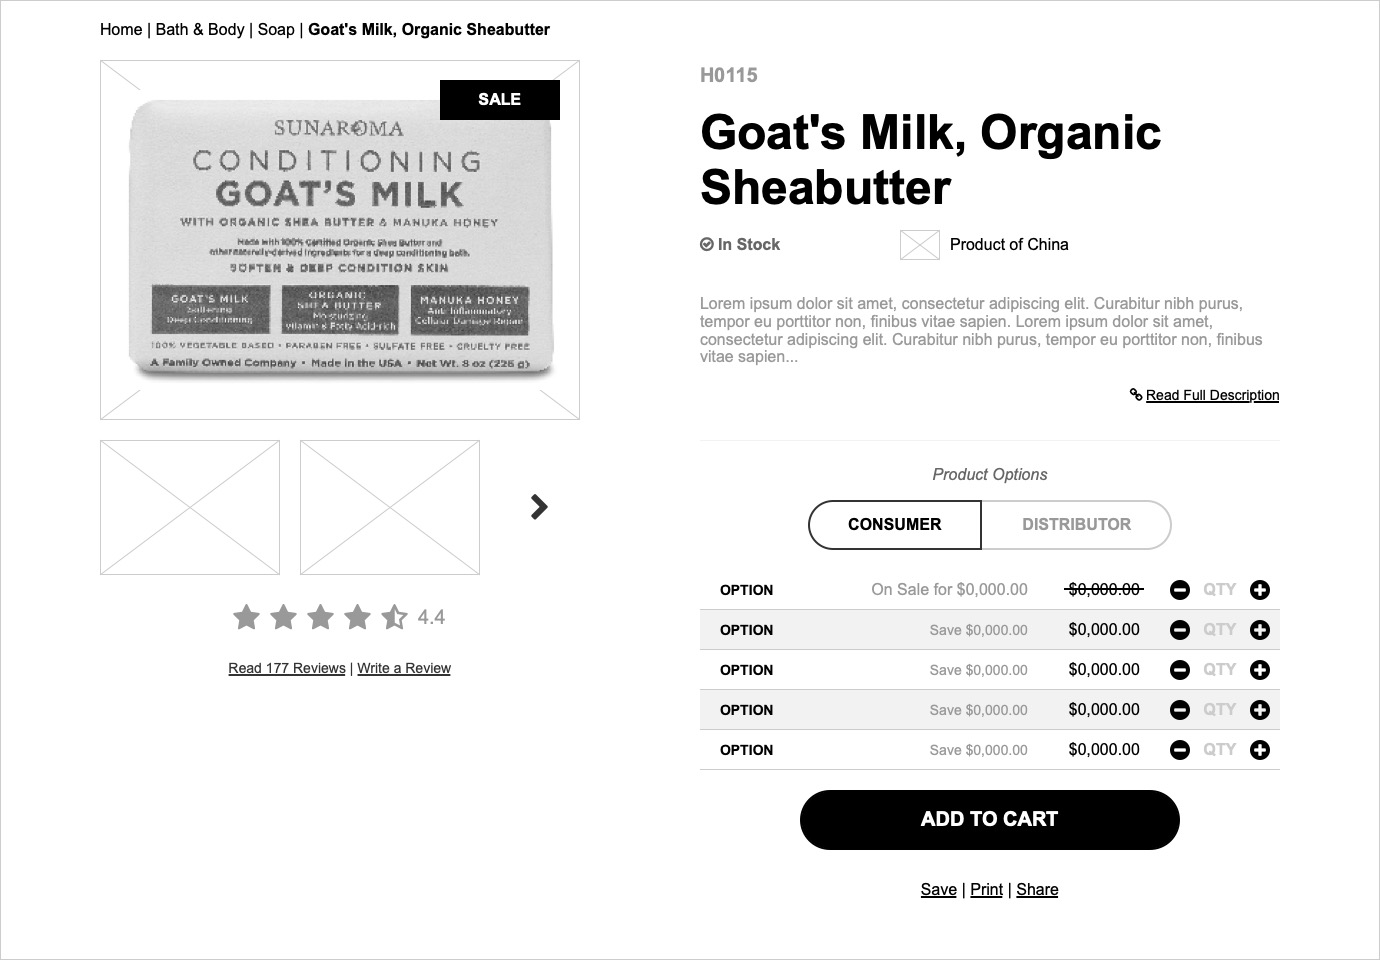 Home | Bath & Body | Soap | Goat's Milk, Organic Sheabutter
SALE
SUNAROMA
CONDITIONING
GOAT'S MILK
WITH ORGANIC SHEA BUTTER & MANUKA HONEY
Made with 100% Certified Organic Shea Butter and
other naturally-derived ingredients for a deep conditioning bath.
SOFTEN & DEEP CONDITION SKIN
GOAT'S MILK
Softening
Deep Conditioning
ORGANIC
SHEA BUTTER
Moisturizing
Vitamin & Fatty Acid-rich
MANUKA HONEY
Anti Inflammatory
Cellular Damage Repair
100% VEGETABLE BASED • PARABEN FREE • SULFATE FREE • CRUELTY FREE
A Family Owned Company • Made in the USA • Net Wt. 8 oz (226 g)
4.4
Read 177 Reviews | Write a Review
H0115
Goat's Milk, Organic
Sheabutter
In Stock
Product of China
Lorem ipsum dolor sit amet, consectetur adipiscing elit. Curabitur nibh purus,
tempor eu porttitor non, finibus vitae sapien. Lorem ipsum dolor sit amet,
consectetur adipiscing elit. Curabitur nibh purus, tempor eu porttitor non, finibus
vitae sapien...
Read Full Description
Product Options
CONSUMER DISTRIBUTOR
OPTION On Sale for $0,000.00 $0,000.00 QTY
OPTION Save $0,000.00 $0,000.00 QTY
OPTION Save $0,000.00 $0,000.00 QTY
OPTION Save $0,000.00 $0,000.00 QTY
OPTION Save $0,000.00 $0,000.00 QTY
ADD TO CART
Save | Print | Share